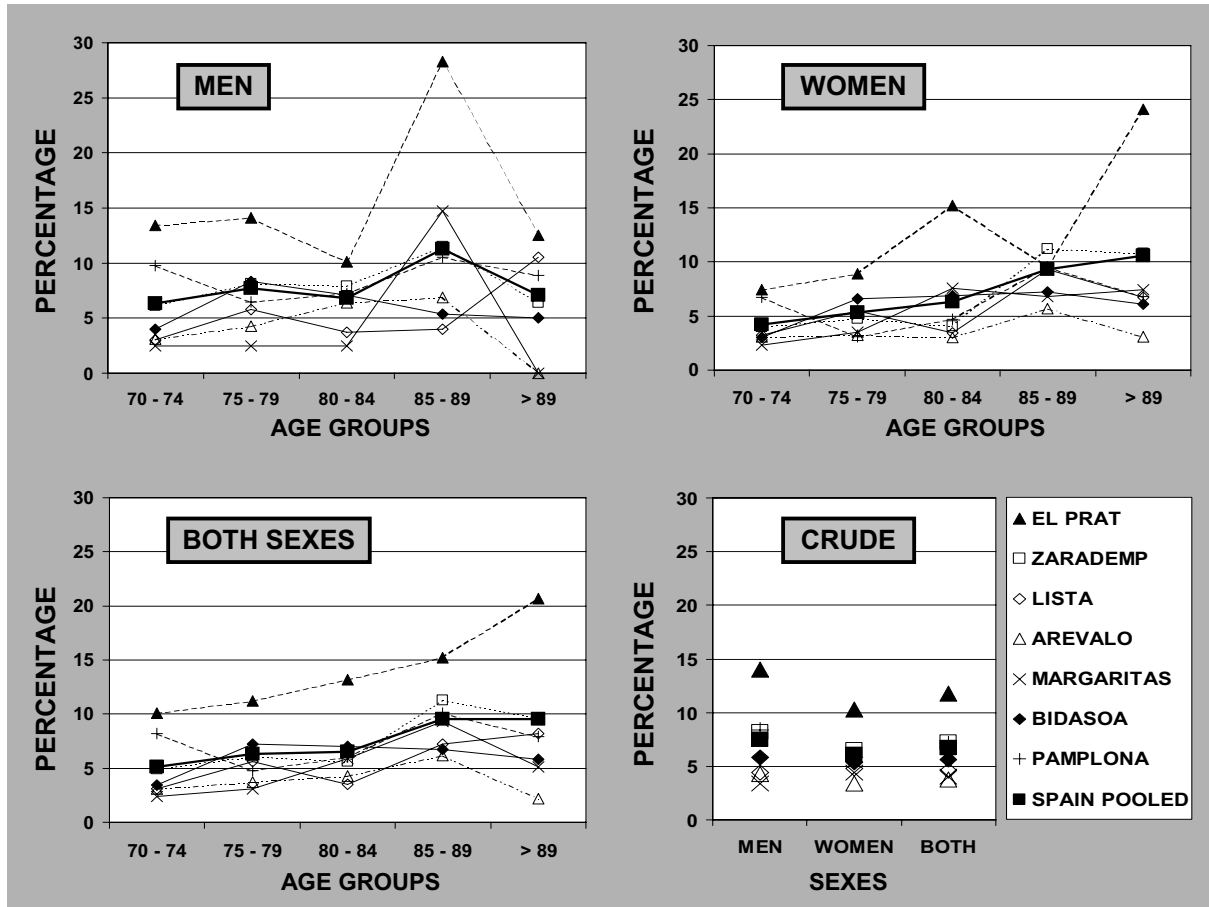 MEN
PERCENTAGE
30
25
20
15
10
5
0
70 - 74 75 - 79 80 - 84 85 - 89 > 89
AGE GROUPS
WOMEN
PERCENTAGE
30
25
20
15
10
5
0
70 - 74 75 - 79 80 - 84 85 - 89 > 89
AGE GROUPS
BOTH SEXES
PERCENTAGE
30
25
20
15
10
5
0
70 - 74 75 - 79 80 - 84 85 - 89 > 89
AGE GROUPS
CRUDE
PERCENTAGE
30
25
20
15
10
5
0
MEN WOMEN BOTH
SEXES
EL PRAT
ZARADEMP
LISTA
AREVALO
MARGARITAS
BIDASOA
PAMPLONA
SPAIN POOLED